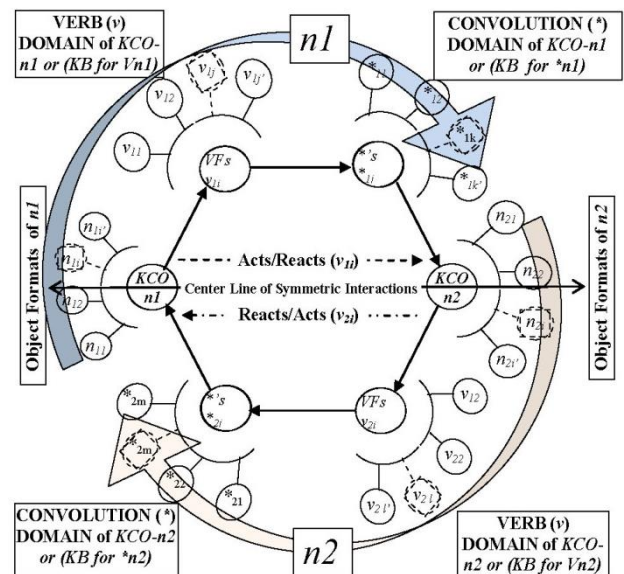 VERB (v)
DOMAIN of KCO-
n1 or (KB for Vn1)
n1
CONVOLUTION (*)
DOMAIN of KCO-n1
or (KB for *n1)
v11
v12
v1j
v1j'
*11
*12
*1k
*1k'
VFs
v1i
*'s
*1i
Object Formats of n1
n1i'
n1i
n12
n11
KCO
n1
Acts/Reacts (v1i)
Center Line of Symmetric Interactions
Reacts/Acts (v2i)
KCO
n2
n21
n22
n2i
n2i'
Object Formats of n2
*'s
*2i
VFs
v2i
*2m
*2m
*22
*21
v12
v22
v2l
v2l'
CONVOLUTION (*)
DOMAIN of KCO-n2
or (KB for *n2)
n2
VERB (v)
DOMAIN of KCO-
n2 or (KB for Vn2)